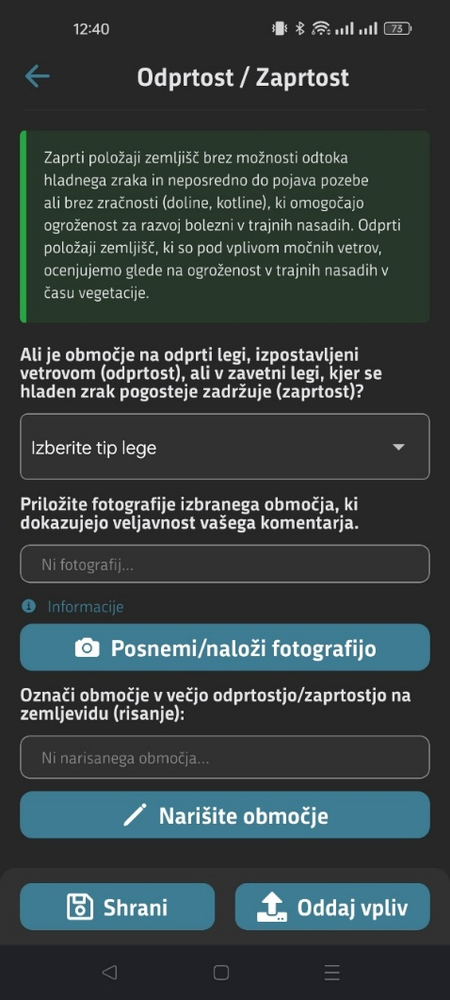 12:40
73
Odprtost / Zaprtost
Zaprti položaji zemljišč brez možnosti odtoka
hladnega zraka in neposredno do pojava pozebe
ali brez zračnosti (doline, kotline), ki omogočajo
ogroženost za razvoj bolezni v trajnih nasadih. Odprti
položaji zemljišč, ki so pod vplivom močnih vetrov,
ocenjujemo glede na ogroženost v trajnih nasadih v
času vegetacije.
Ali je območje na odprti legi, izpostavljeni
vetrovom (odprtost), ali v zavetni legi, kjer se
hladen zrak pogosteje zadržuje (zaprtost)?
Izberite tip lege
Priložite fotografije izbranega območja, ki
dokazujejo veljavnost vašega komentarja.
Ni fotografij...
Informacije
Posnemi/naloži fotografijo
Označi območje v večjo odprtostjo/zaprtostjo na
zemljevidu (risanje):
Ni narisanega območja...
Narišite območje
Shrani
Oddaj vpliv